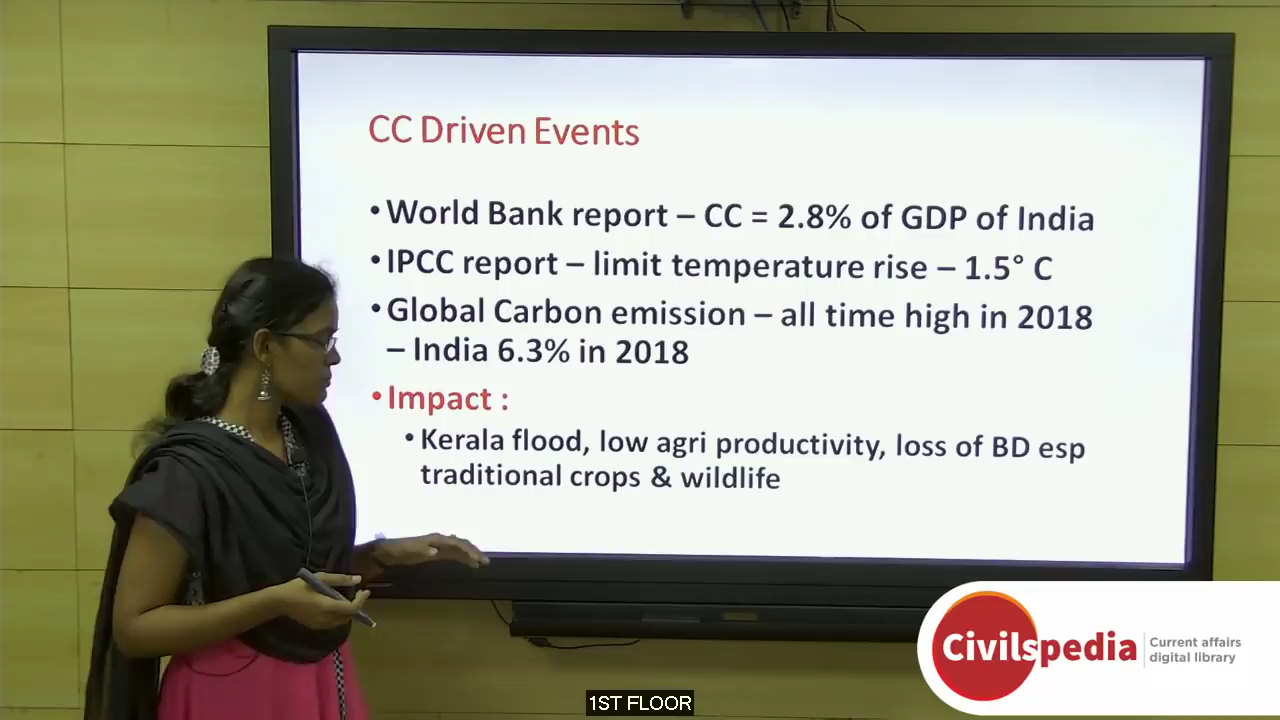 CC Driven Events
• World Bank report – CC = 2.8% of GDP of India
• IPCC report – limit temperature rise – 1.5° C
• Global Carbon emission – all time high in 2018
– India 6.3% in 2018
• Impact :
• Kerala flood, low agri productivity, loss of BD esp
traditional crops & wildlife
Civilspedia
Current affairs
digital library
1ST FLOOR